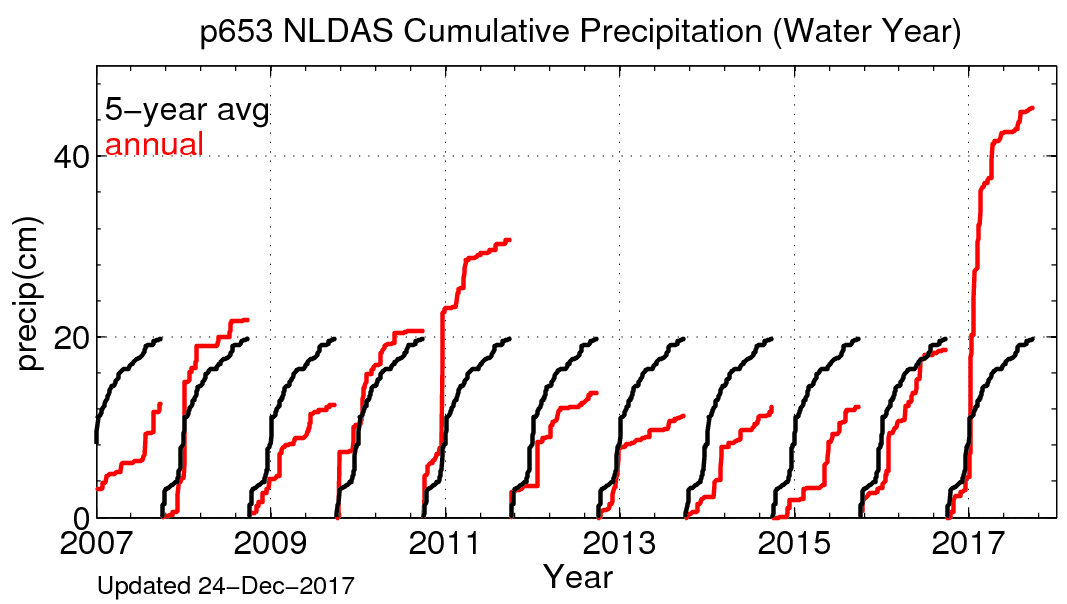 p653 NLDAS Cumulative Precipitation (Water Year)
5−year avg
annual
40
20
0
precip(cm)
2007 2009 2011 2013 2015 2017
Year
Updated 24−Dec−2017